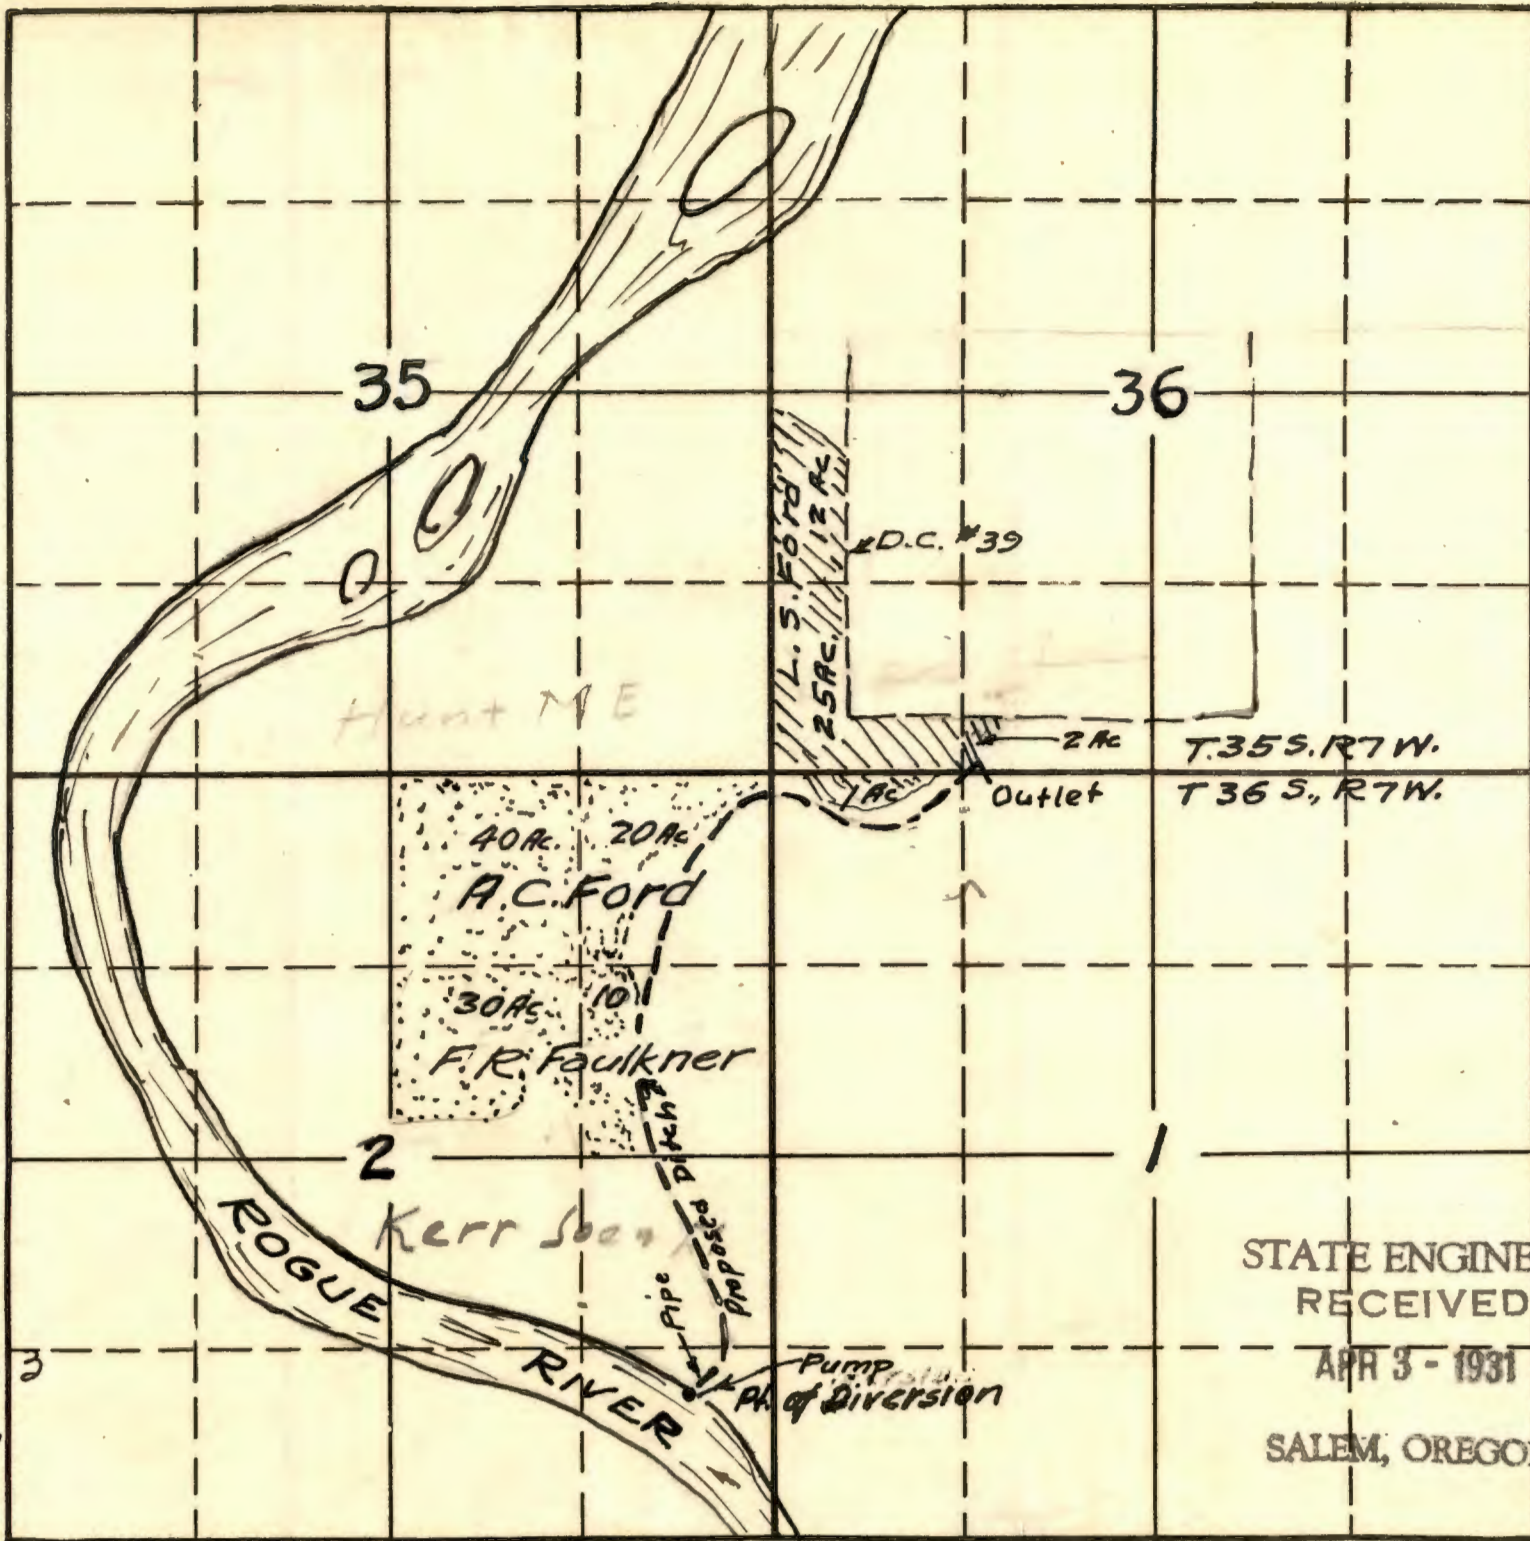 35
36
L. S. Ford
12 Ac
25 Ac.
D.C. #39
Hunt M E
2 Ac
T. 35 S. R 7 W.
T 36 S., R 7 W.
1 Ac
Outlet
40 Ac.
20 Ac
A. C. Ford
30 Ac.
10
F. R. Faulkner
Proposed Ditch
2
1
Kerr
ROGUE
RIVER
Pipe
Pump
Pt. of Diversion
3
STATE ENGINE
RECEIVED
APR 3 - 1931
SALEM, OREGO